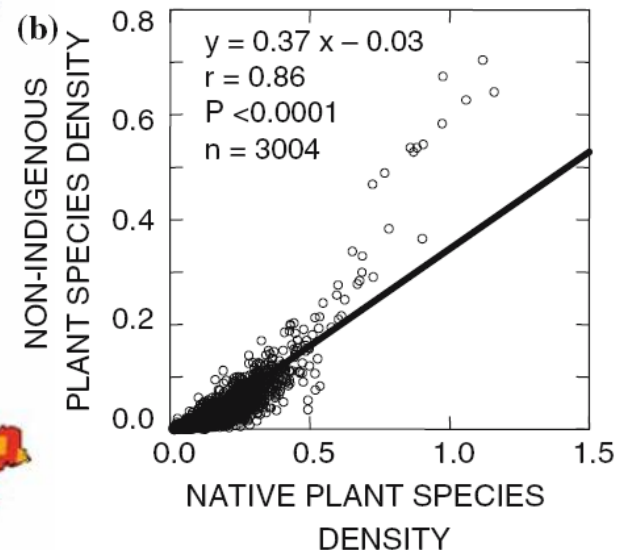 (b)
NON-INDIGENOUS
PLANT SPECIES DENSITY
0.8
0.6
0.4
0.2
0.0
y = 0.37 x – 0.03
r = 0.86
P <0.0001
n = 3004
0.0 0.5 1.0 1.5
NATIVE PLANT SPECIES
DENSITY